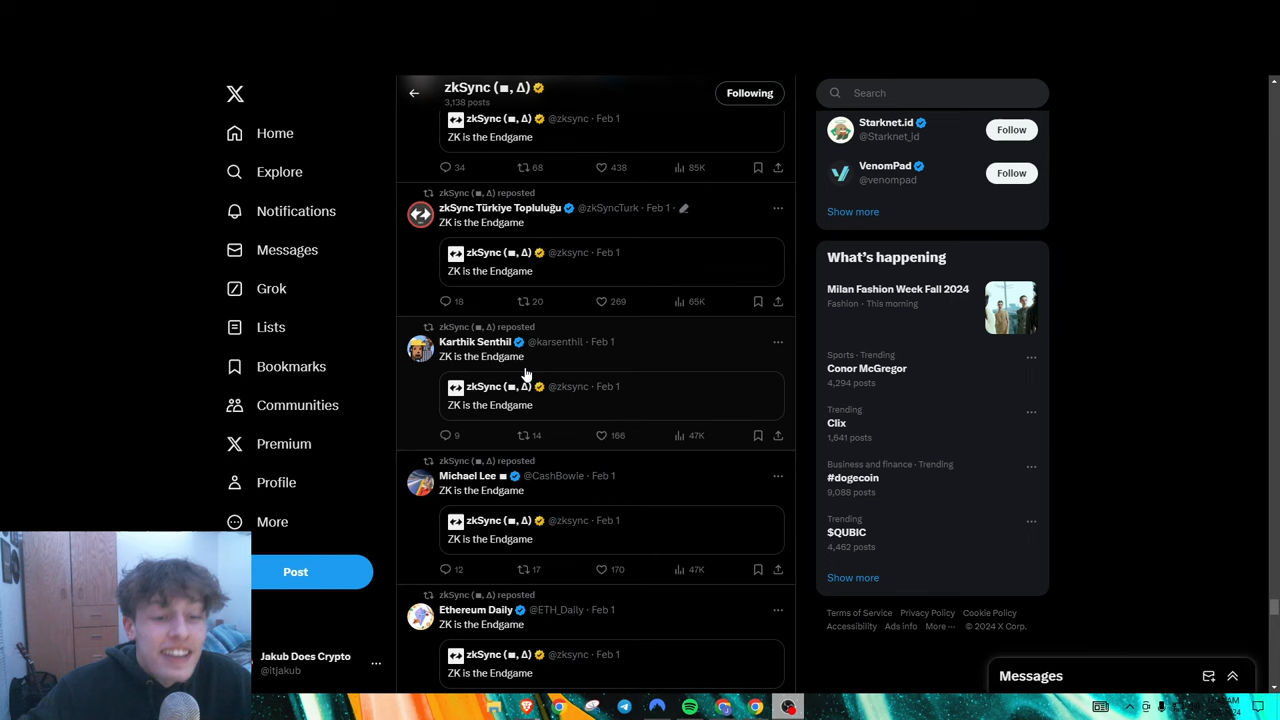 zkSync (■, ∆)
3,138 posts
Following
Search
Home
Explore
Notifications
Messages
Grok
Lists
Bookmarks
Communities
Premium
Profile
More
Post
Jakub Does Crypto
@itjakub
zkSync (■, ∆) @zksync · Feb 1
ZK is the Endgame
34 68 438 85K
zkSync (■, ∆) reposted
zkSync Türkiye Topluluğu @zkSyncTurk · Feb 1 ·
ZK is the Endgame
zkSync (■, ∆) @zksync · Feb 1
ZK is the Endgame
18 20 269 65K
zkSync (■, ∆) reposted
Karthik Senthil @karsenthil · Feb 1
ZK is the Endgame
zkSync (■, ∆) @zksync · Feb 1
ZK is the Endgame
9 14 166 47K
zkSync (■, ∆) reposted
Michael Lee ■ @CashBowie · Feb 1
ZK is the Endgame
zkSync (■, ∆) @zksync · Feb 1
ZK is the Endgame
12 17 170 47K
zkSync (■, ∆) reposted
Ethereum Daily @ETH_Daily · Feb 1
ZK is the Endgame
zkSync (■, ∆) @zksync · Feb 1
ZK is the Endgame
Starknet.id
@Starknet_id
Follow
VenomPad
@venompad
Follow
Show more
What's happening
Milan Fashion Week Fall 2024
Fashion · This morning
Sports · Trending
Conor McGregor
4,294 posts
Trending
Clix
1,641 posts
Business and finance · Trending
#dogecoin
9,088 posts
Trending
$QUBIC
4,462 posts
Show more
Terms of Service Privacy Policy Cookie Policy
Accessibility Ads info More ··· © 2024 X Corp.
Messages